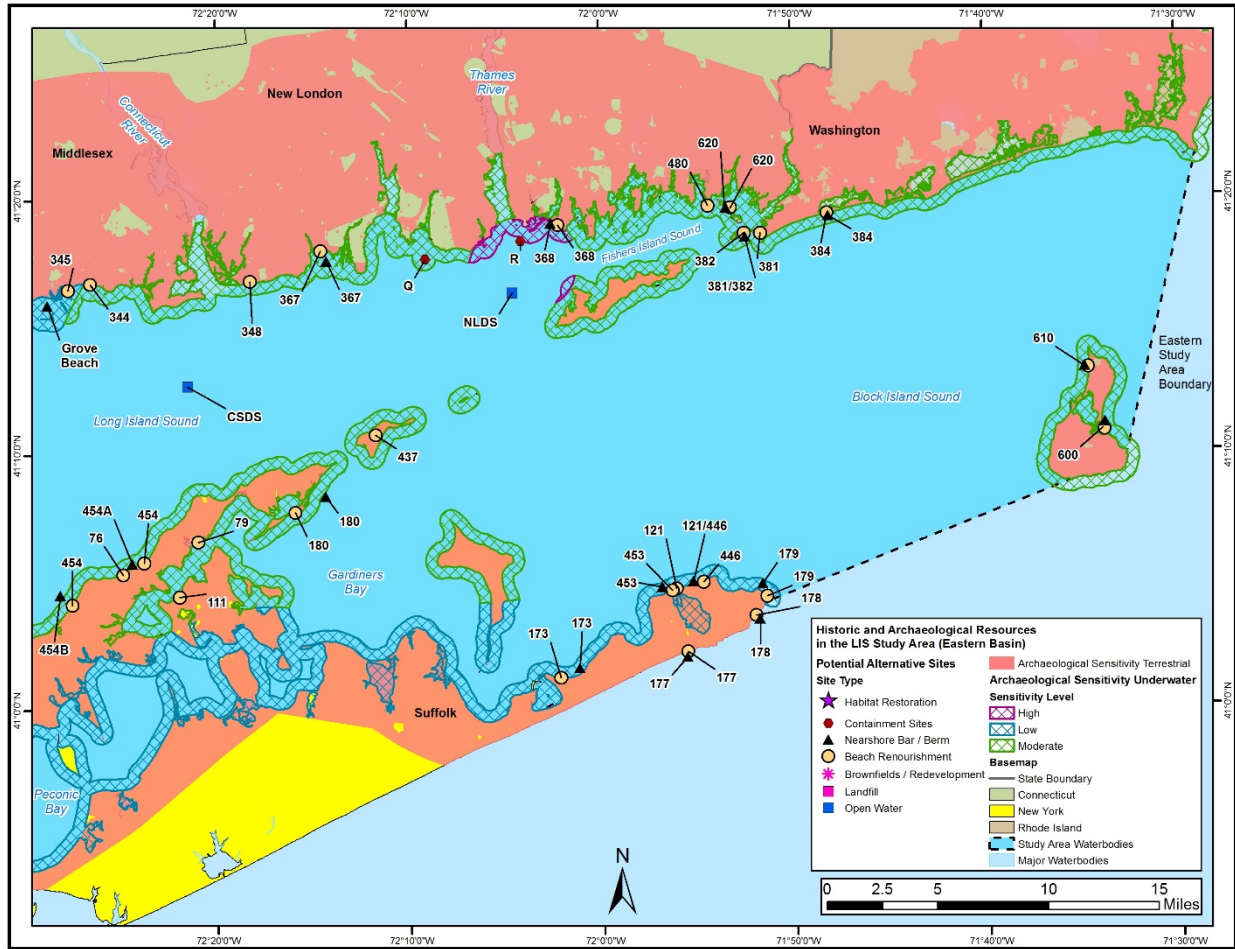 72°20'0"W
72°10'0"W
72°0'0"W
71°50'0"W
71°40'0"W
71°30'0"W
Connecticut
River
New London
Thames
River
Middlesex
Washington
41°20'0"N
41°20'0"N
480
620
620
345
344
348
367
367
Q
R
368
368
Fishers Island Sound
382
381/382
381
384
384
Grove
Beach
NLDS
CSDS
Long Island Sound
Block Island Sound
610
600
Eastern
Study
Area
Boundary
41°10'0"N
41°10'0"N
437
454A
454
79
76
180
180
454
454B
111
Gardiners
Bay
121
121/446
446
453
453
179
179
178
178
173
173
177
177
Suffolk
Peconic
Bay
41°0'0"N
41°0'0"N
Historic and Archaeological Resources
in the LIS Study Area (Eastern Basin)
Potential Alternative Sites
Site Type
Habitat Restoration
Containment Sites
Nearshore Bar / Berm
Beach Renourishment
Brownfields / Redevelopment
Landfill
Open Water
Archaeological Sensitivity Terrestrial
Archaeological Sensitivity Underwater
Sensitivity Level
High
Low
Moderate
Basemap
State Boundary
Connecticut
New York
Rhode Island
Study Area Waterbodies
Major Waterbodies
N
0 2.5 5 10 15
Miles
72°20'0"W
72°10'0"W
72°0'0"W
71°50'0"W
71°40'0"W
71°30'0"W